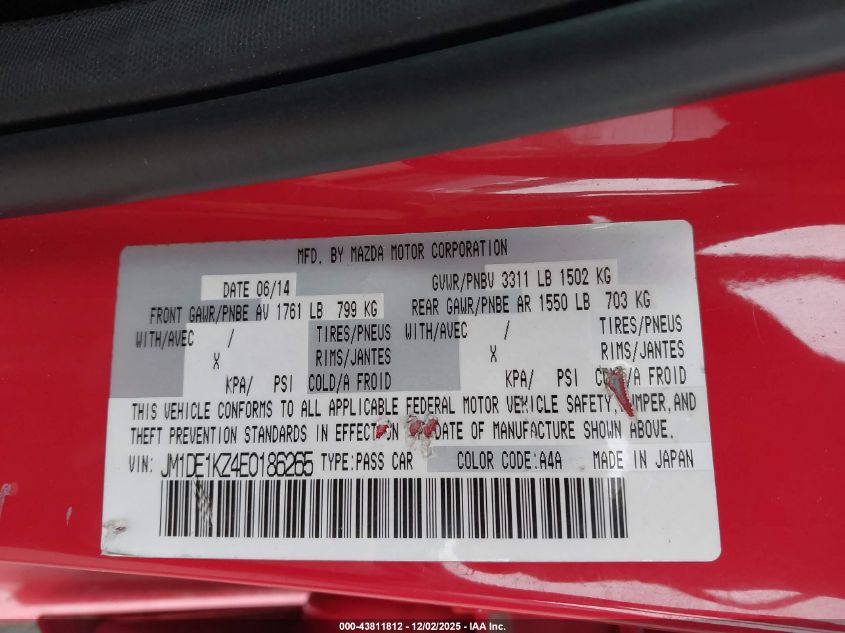 MFD. BY MAZDA MOTOR CORPORATION
DATE 06/14 GVWR/PNBV 3311 LB 1502 KG
FRONT GAWR/PNBE AV 1761 LB 799 KG REAR GAWR/PNBE AR 1550 LB 703 KG
WITH/AVEC / TIRES/PNEUS WITH/AVEC / TIRES/PNEUS
X RIMS/JANTES X RIMS/JANTES
KPA/ PSI COLD/A FROID KPA/ PSI COLD/A FROID
THIS VEHICLE CONFORMS TO ALL APPLICABLE FEDERAL MOTOR VEHICLE SAFETY, BUMPER, AND
THEFT PREVENTION STANDARDS IN EFFECT ON DATE OF MANUFACTURE SHOWN ABOVE.
VIN: JM1DE1KZ4E0186265 TYPE:PASS CAR COLOR CODE:A4A MADE IN JAPAN
000-43811812 - 12/02/2025 - IAA Inc.